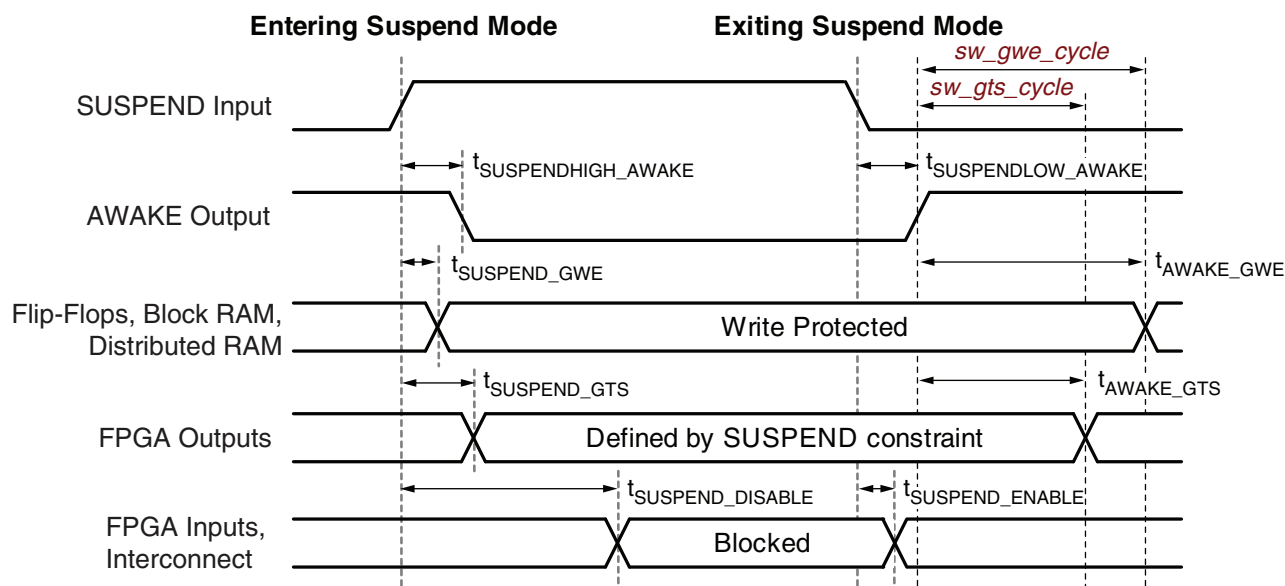 Entering Suspend Mode
Exiting Suspend Mode
sw_gwe_cycle
sw_gts_cycle
SUSPEND Input
tSUSPENDHIGH_AWAKE
tSUSPENDLOW_AWAKE
AWAKE Output
tSUSPEND_GWE
tAWAKE_GWE
Flip-Flops, Block RAM,
Distributed RAM
Write Protected
tSUSPEND_GTS
tAWAKE_GTS
FPGA Outputs
Defined by SUSPEND constraint
tSUSPEND_DISABLE
tSUSPEND_ENABLE
FPGA Inputs,
Interconnect
Blocked